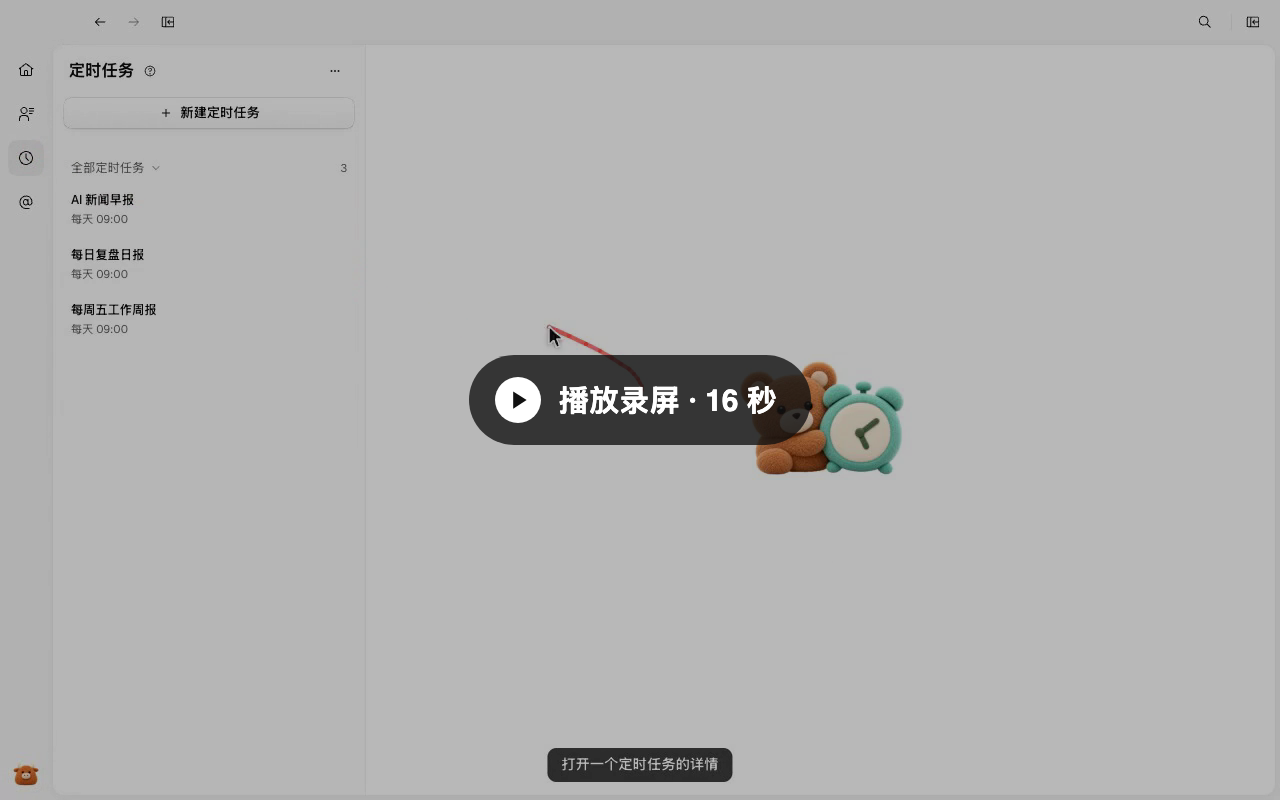 定时任务
+ 新建定时任务
全部定时任务 3
AI 新闻早报
每天 09:00
每日复盘日报
每天 09:00
每周五工作周报
每天 09:00
播放录屏 · 16 秒
打开一个定时任务的详情